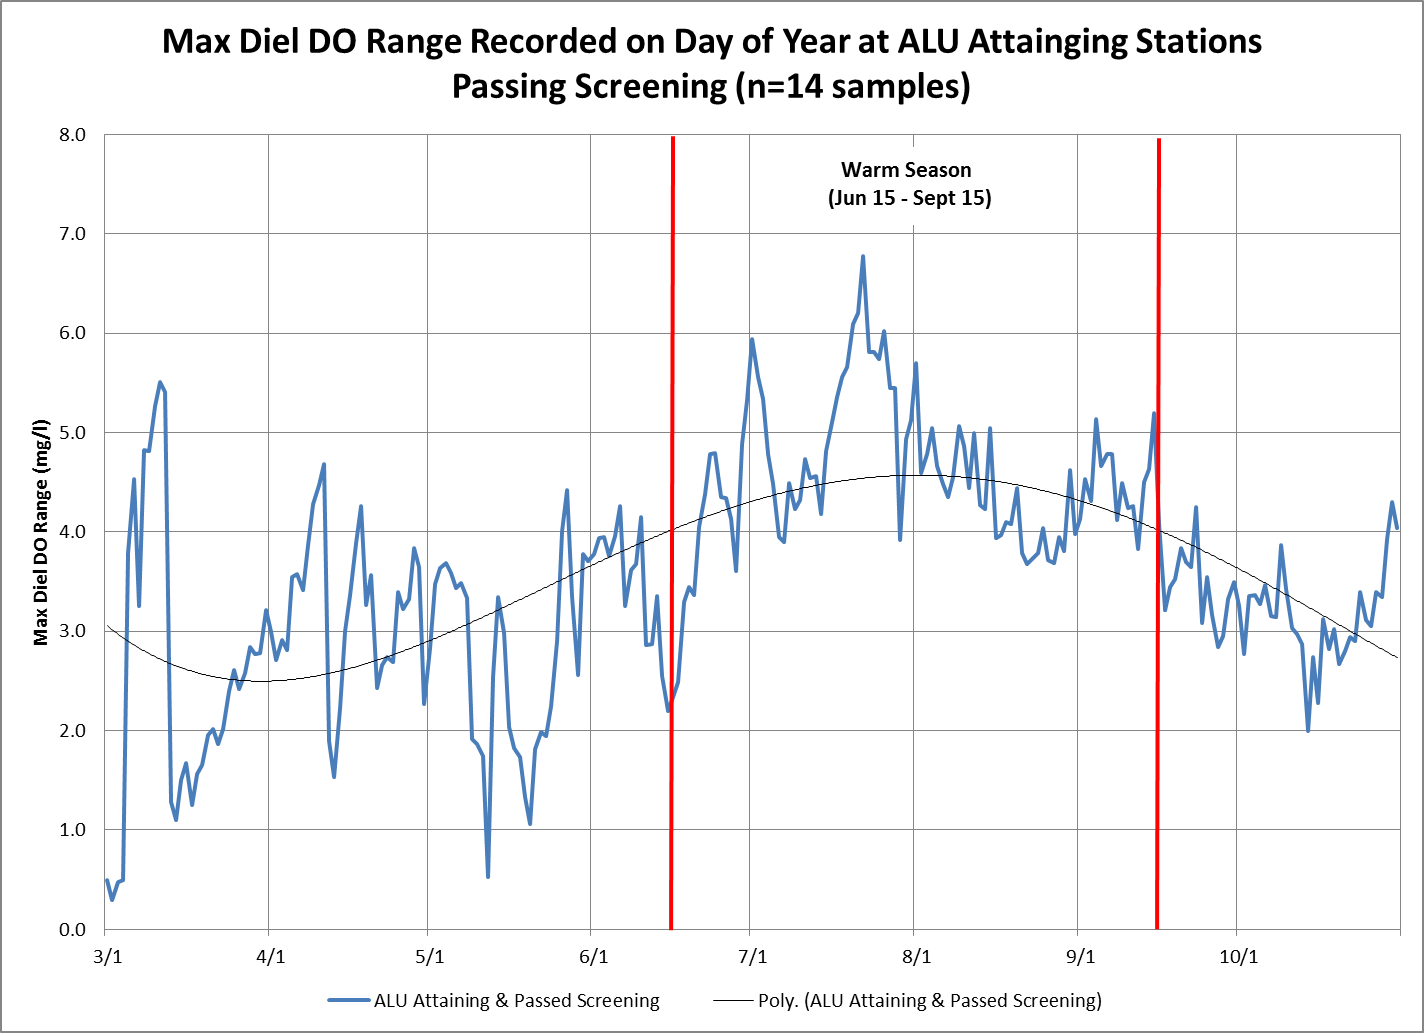 Max Diel DO Range Recorded on Day of Year at ALU Attainging Stations
Passing Screening (n=14 samples)
8.0
7.0
6.0
5.0
4.0
3.0
2.0
1.0
0.0
Max Diel DO Range (mg/l)
Warm Season
(Jun 15 - Sept 15)
3/1 4/1 5/1 6/1 7/1 8/1 9/1 10/1
ALU Attaining & Passed Screening Poly. (ALU Attaining & Passed Screening)